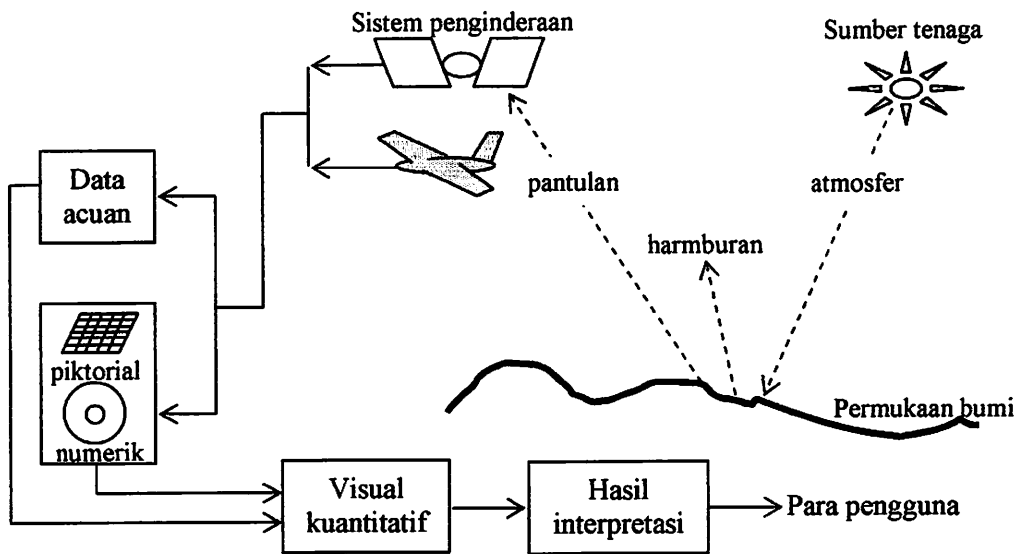 Sistem penginderaan
Sumber tenaga
Data
acuan
pantulan
atmosfer
harmburan
piktorial
numerik
Permukaan bumi
Visual
kuantitatif
Hasil
interpretasi
Para pengguna